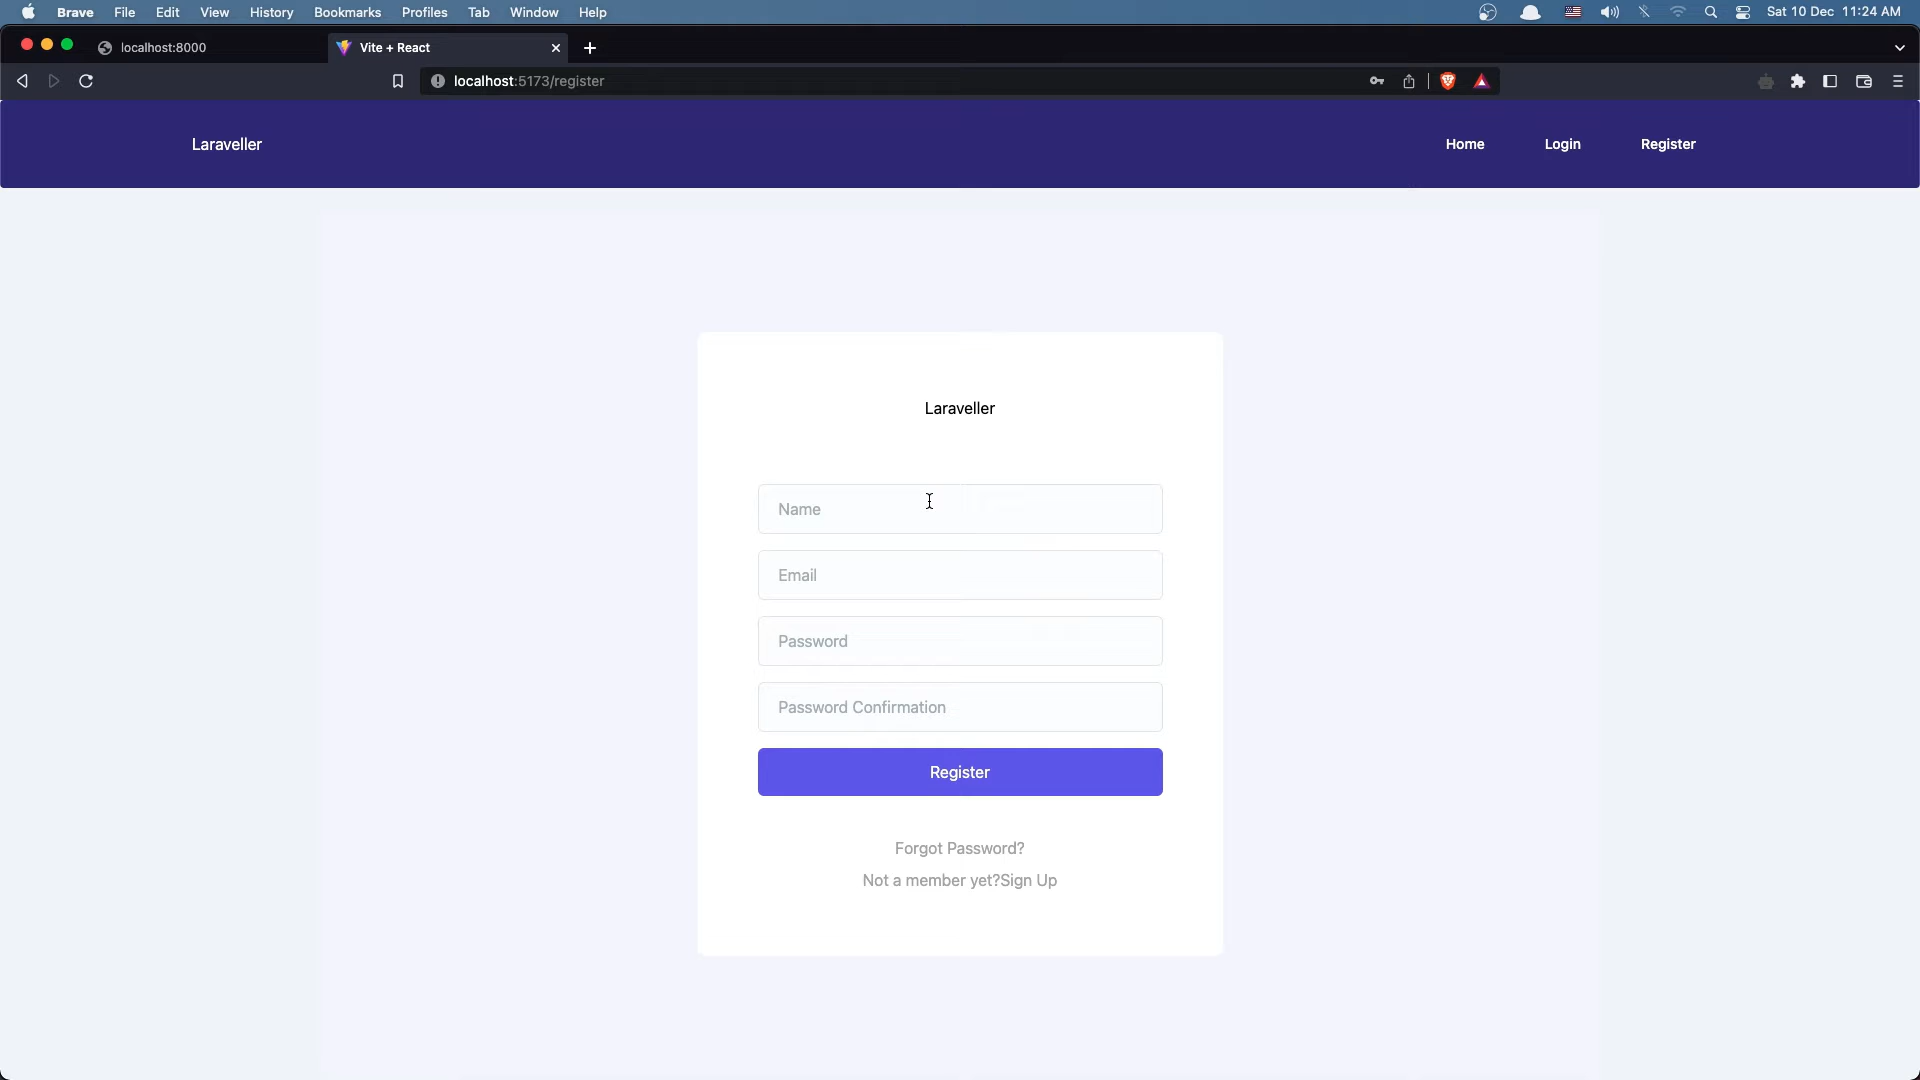 Brave File Edit View History Bookmarks Profiles Tab Window Help Sat 10 Dec 11:24 AM
localhost:8000 Vite + React
localhost:5173/register
Laraveller Home Login Register
Laraveller
Name
Email
Password
Password Confirmation
Register
Forgot Password?
Not a member yet?Sign Up